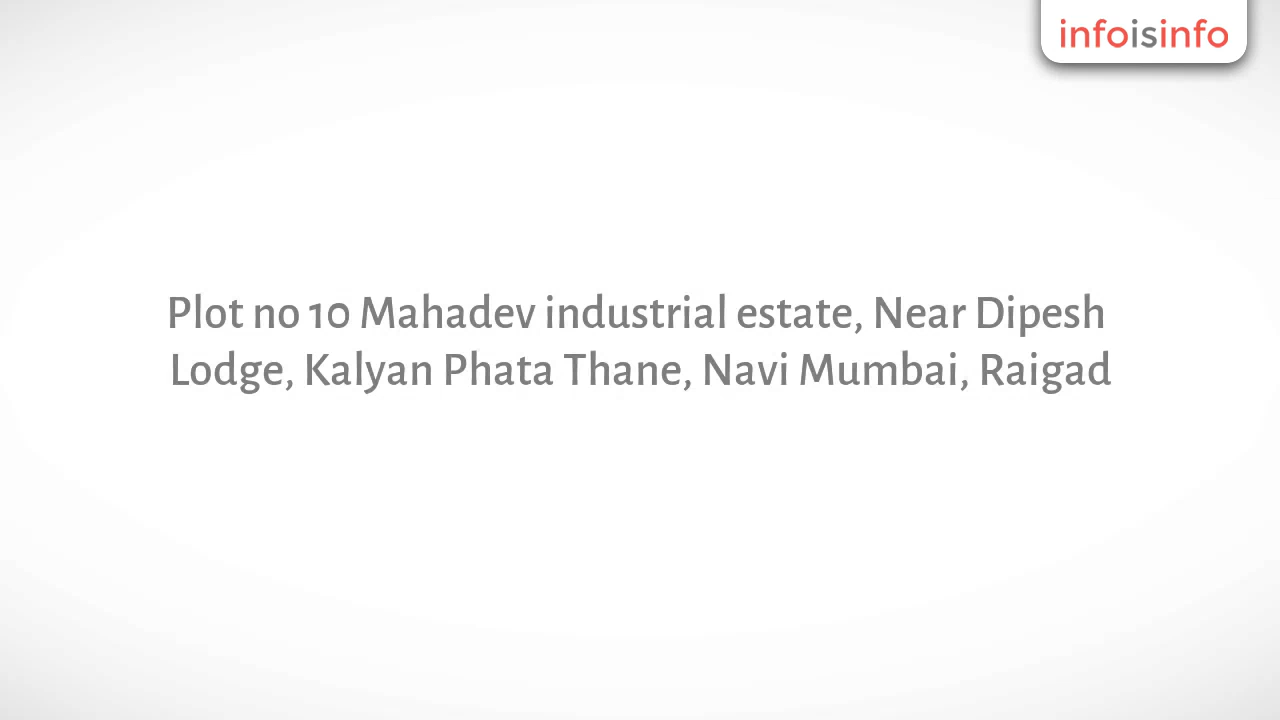 infoisinfo
Plot no 10 Mahadev industrial estate, Near Dipesh
Lodge, Kalyan Phata Thane, Navi Mumbai, Raigad